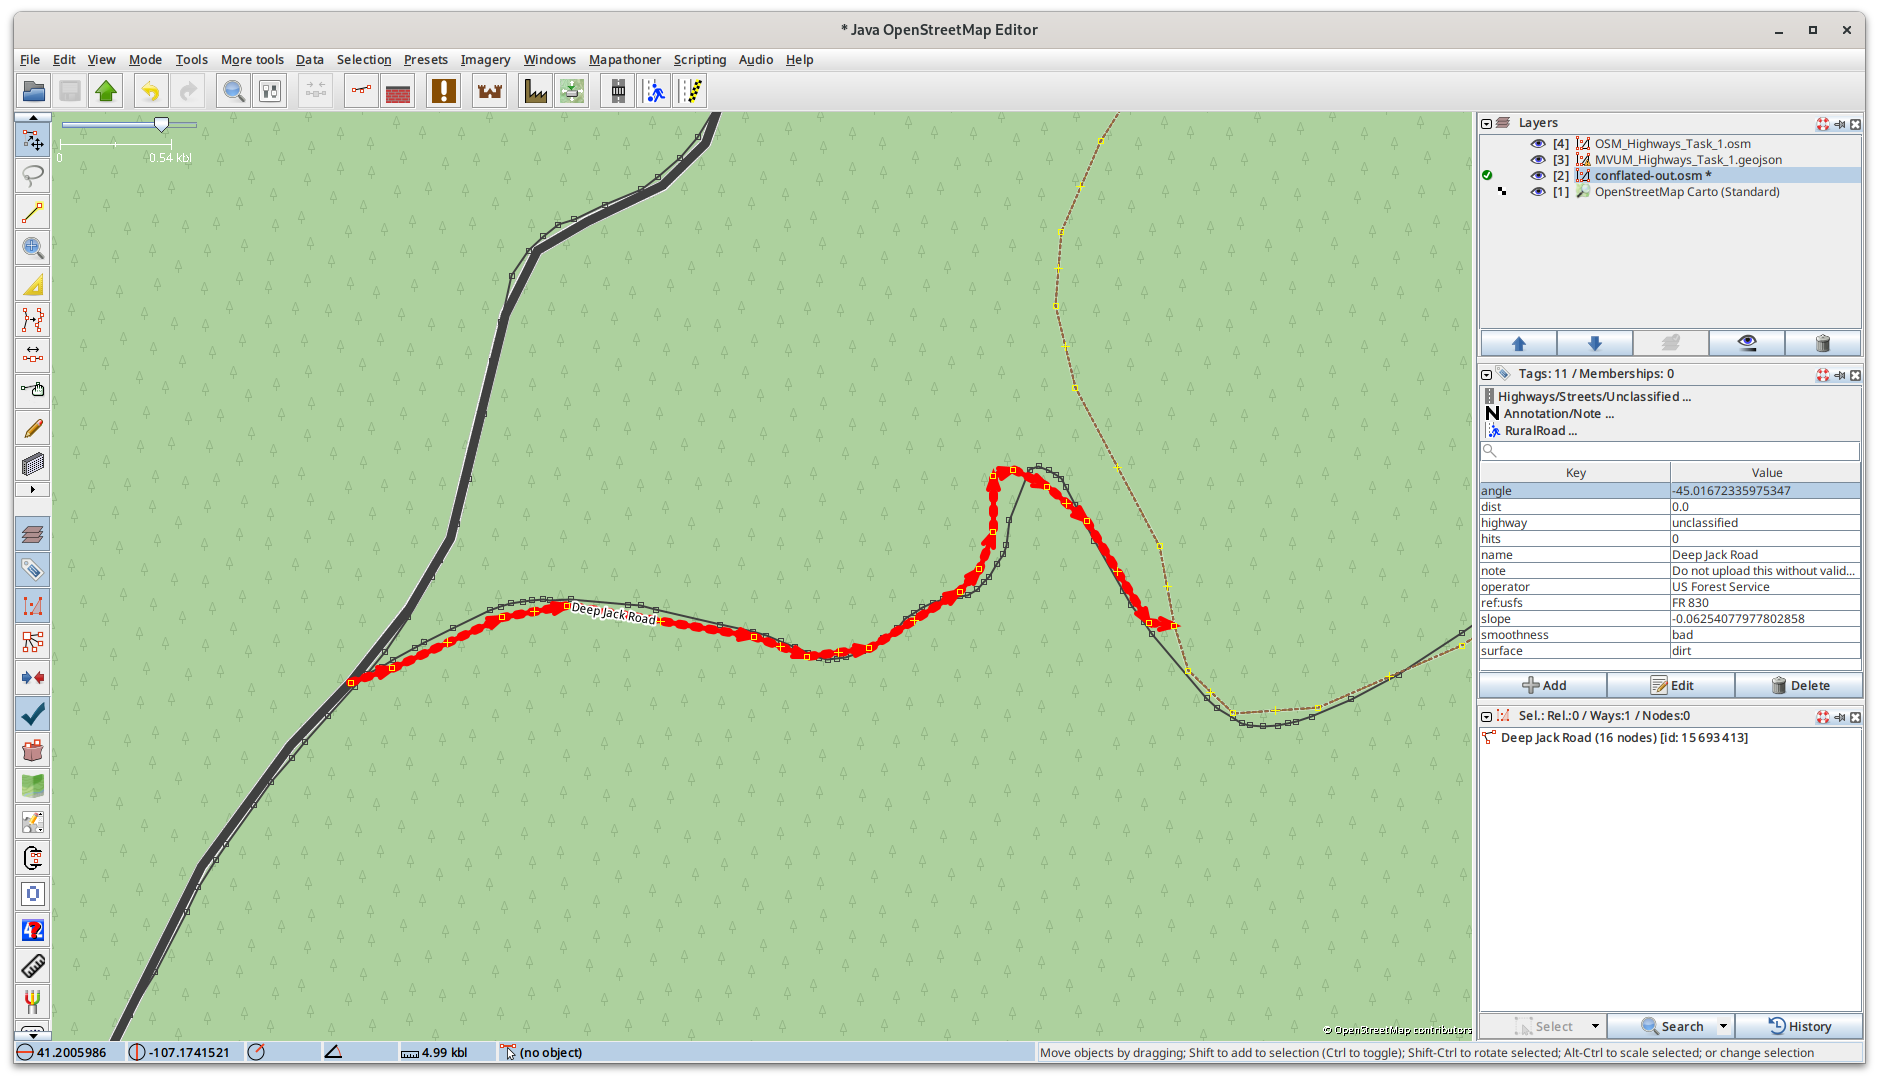 * Java OpenStreetMap Editor
File Edit View Mode Tools More tools Data Selection Presets Imagery Windows Mapathoner Scripting Audio Help
0 0.54 kbl
Deep Jack Road
© OpenStreetMap contributors
Layers
[4] OSM_Highways_Task_1.osm
[3] MVUM_Highways_Task_1.geojson
[2] conflated-out.osm *
[1] OpenStreetMap Carto (Standard)
Tags: 11 / Memberships: 0
Highways/Streets/Unclassified ...
N Annotation/Note ...
RuralRoad ...
Key Value
angle -45.01672335975347
dist 0.0
highway unclassified
hits 0
name Deep Jack Road
note Do not upload this without valid...
operator US Forest Service
ref:usfs FR 830
slope -0.06254077977802858
smoothness bad
surface dirt
Add Edit Delete
Sel.: Rel.:0 / Ways:1 / Nodes:0
Deep Jack Road (16 nodes) [id: 15 693 413]
Select Search History
41.2005986 -107.1741521 4.99 kbl (no object) Move objects by dragging; Shift to add to selection (Ctrl to toggle); Shift-Ctrl to rotate selected; Alt-Ctrl to scale selected; or change selection